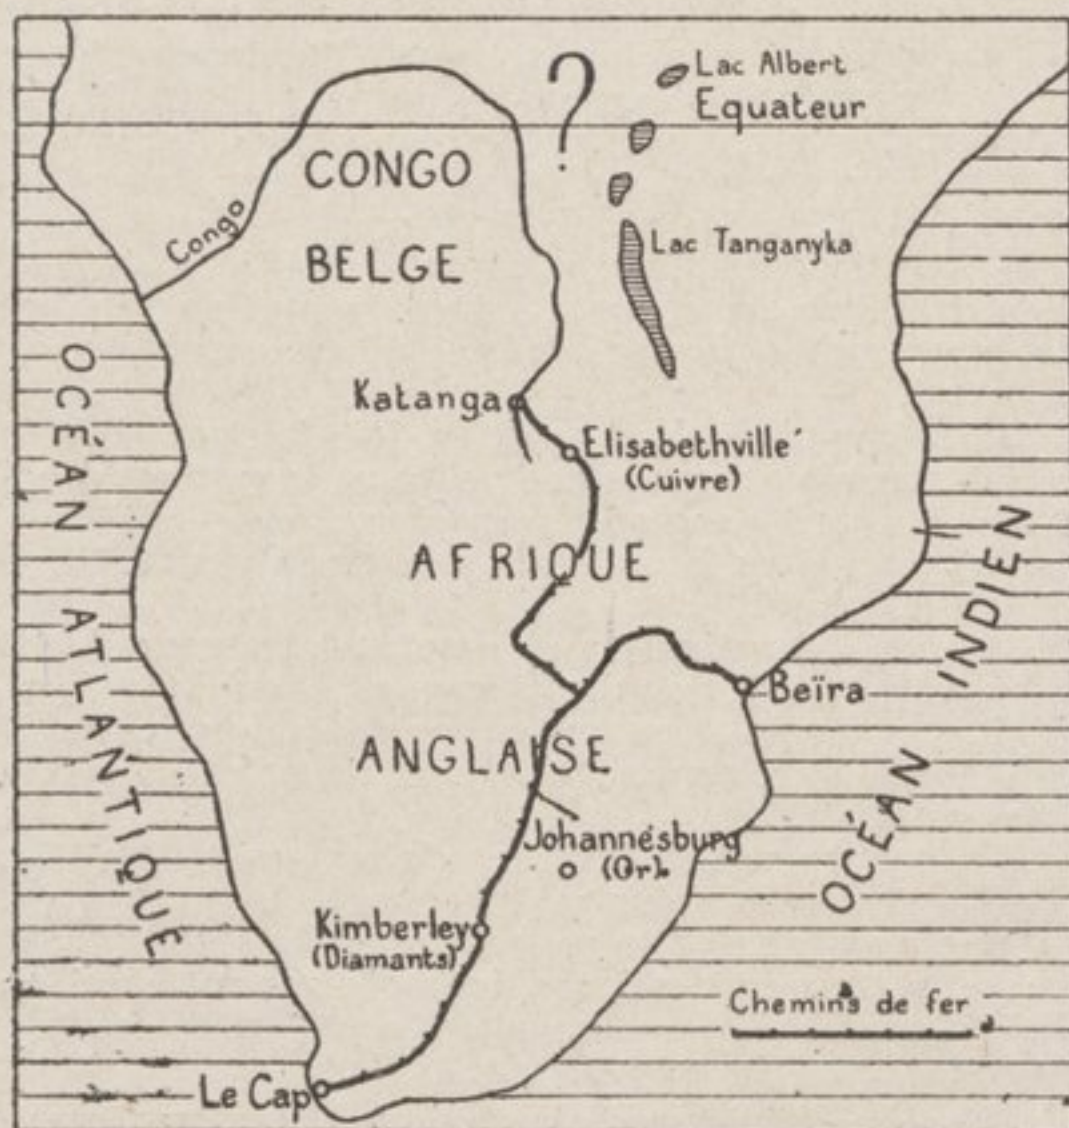 ?
Lac Albert
Equateur
CONGO
BELGE
Congo
Lac Tanganyka
OCÉAN ATLANTIQUE
Katanga
Elisabethville
(Cuivre)
AFRIQUE
OCÉAN INDIEN
Beïra
ANGLAISE
Johannésburg
(Or).
Kimberley
(Diamants)
Chemins de fer
Le Cap